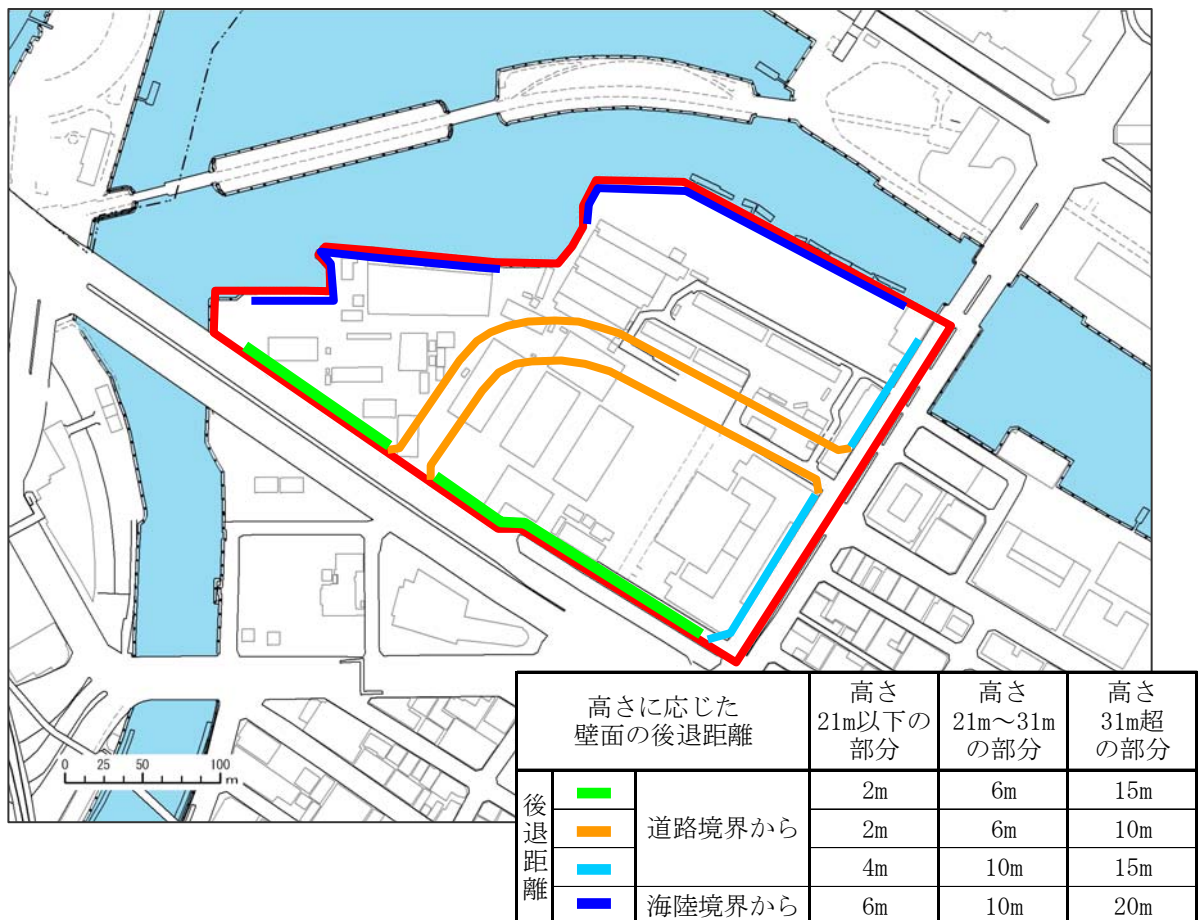 0 25 50 100
m
高さに応じた
壁面の後退距離
高さ
21m以下の
部分
高さ
21m～31m
の部分
高さ
31m超
の部分
後退距離
道路境界から
2m 6m 15m
2m 6m 10m
4m 10m 15m
海陸境界から 6m 10m 20m